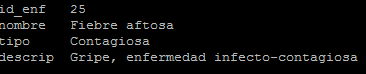 id_enf 25
nombre Fiebre aftosa
tipo Contagiosa
descrip Gripe, enfermedad infecto-contagiosa